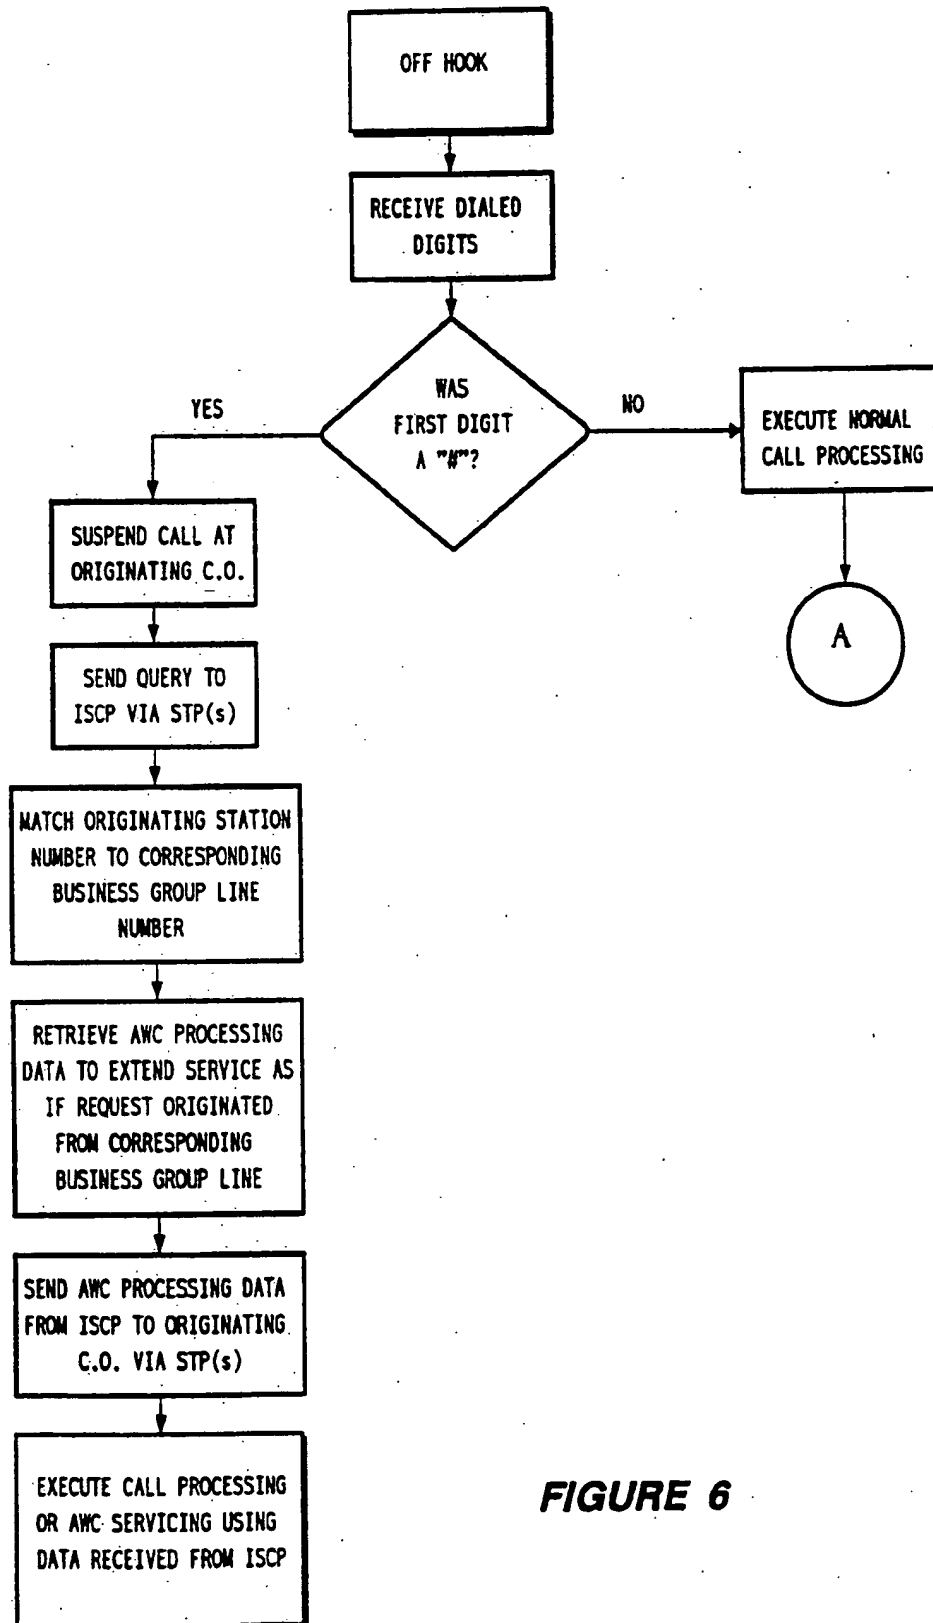 OFF HOOK
RECEIVE DIALED
DIGITS
WAS
FIRST DIGIT
A "#"?
YES
NO
EXECUTE NORMAL
CALL PROCESSING
A
SUSPEND CALL AT
ORIGINATING C.O.
SEND QUERY TO
ISCP VIA STP(s)
MATCH ORIGINATING STATION
NUMBER TO CORRESPONDING
BUSINESS GROUP LINE
NUMBER
RETRIEVE AWC PROCESSING
DATA TO EXTEND SERVICE AS
IF REQUEST ORIGINATED
FROM CORRESPONDING
BUSINESS GROUP LINE
SEND AWC PROCESSING DATA
FROM ISCP TO ORIGINATING
C.O. VIA STP(s)
EXECUTE CALL PROCESSING
OR AWC SERVICING USING
DATA RECEIVED FROM ISCP
FIGURE 6